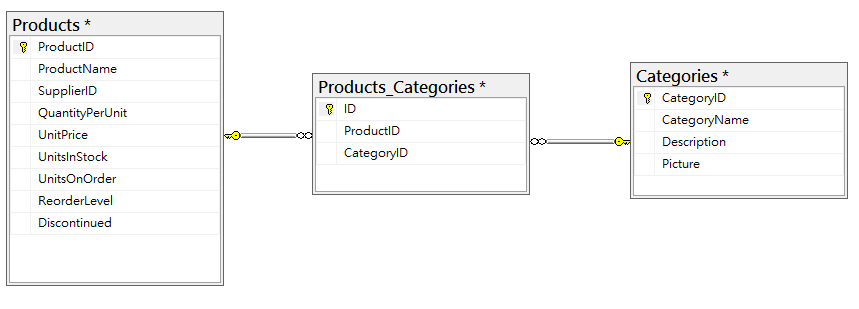 Products *
ProductID
ProductName
SupplierID
QuantityPerUnit
UnitPrice
UnitsInStock
UnitsOnOrder
ReorderLevel
Discontinued
Products_Categories *
ID
ProductID
CategoryID
Categories *
CategoryID
CategoryName
Description
Picture